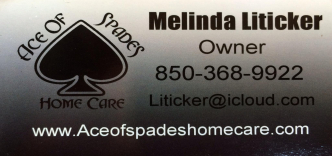 Ace Of Spades
Home Care
Melinda Liticker
Owner
850-368-9922
Liticker@icloud.com
www.Aceofspadeshomecare.com